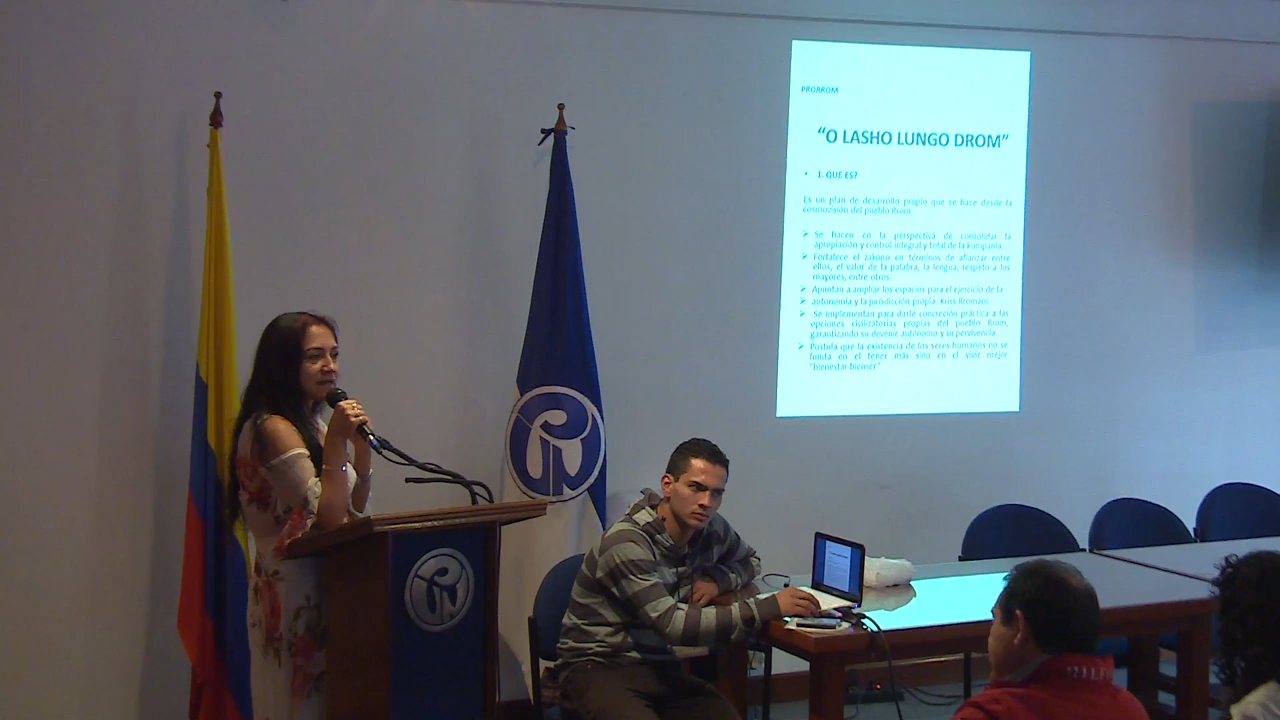 PRORROM
"O LASHO LUNGO DROM"
• 1. QUE ES?
Es un plan de desarrollo propio que se hace desde la
cosmovisión del pueblo Rrom.
➢ Se hacen en la perspectiva de consolidar la
apropiación y control integral y total de la kumpania.
➢ Fortalece el zakono en términos de afianzar entre
ellos, el valor de la palabra, la lengua, respeto a los
mayores, entre otros.
➢ Apuntan a ampliar los espacios para el ejercicio de la
➢ autonomía y la jurisdicción propia. Kriss Rromaní.
➢ Se implementan para darle concreción práctica a las
opciones civilizatorias propias del pueblo Rrom,
garantizando su devenir autónomo y su pervivencia.
➢ Postula que la existencia de los seres humanos no se
funda en el tener más sino en el vivir mejor
"bienestar-bienser"